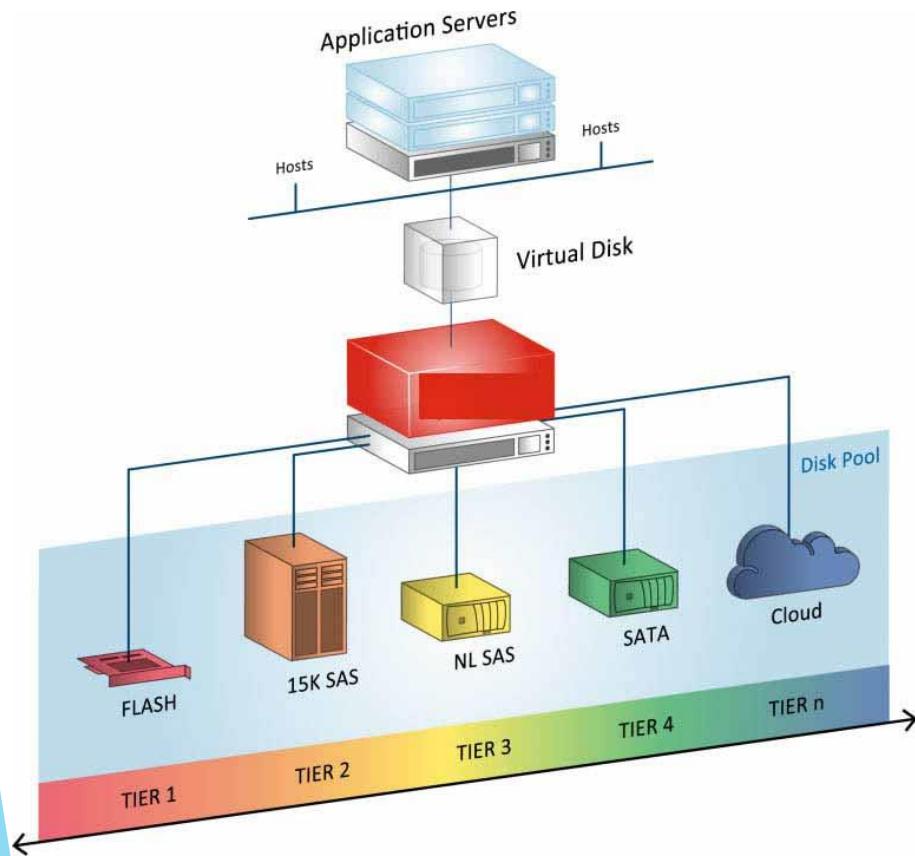 Application Servers
Hosts
Hosts
Virtual Disk
Disk Pool
FLASH
15K SAS
NL SAS
SATA
Cloud
TIER 1
TIER 2
TIER 3
TIER 4
TIER n